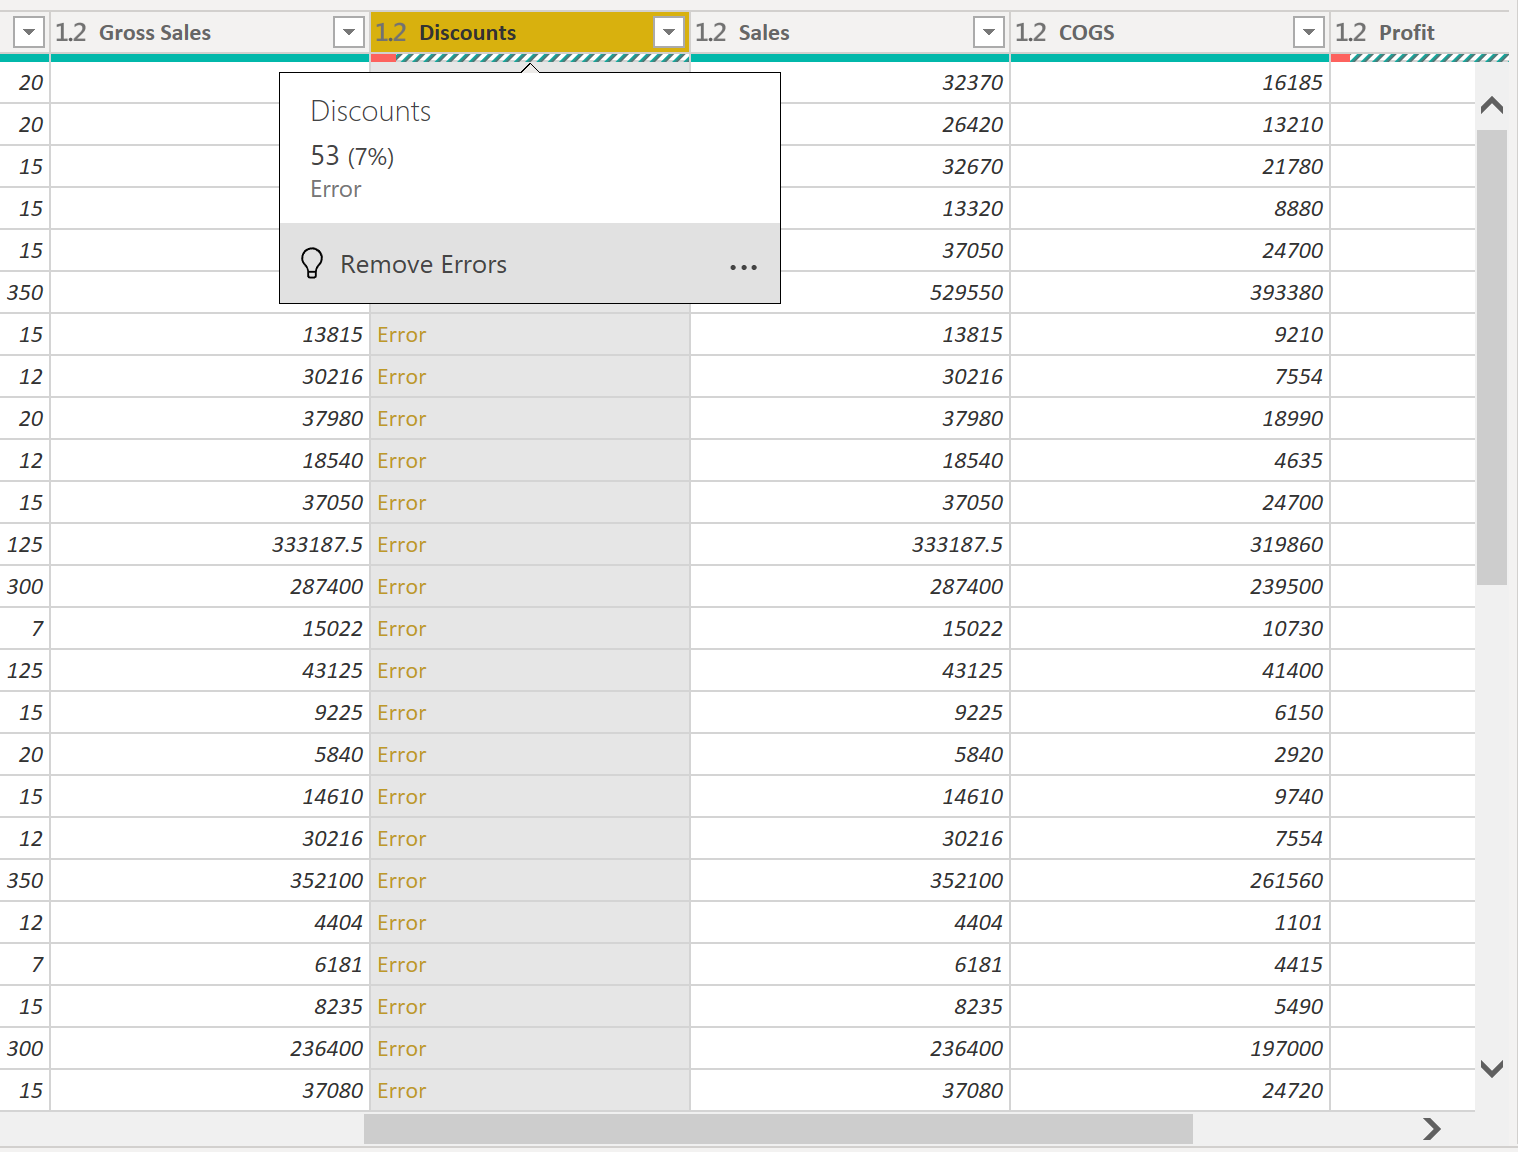 1.2 Gross Sales 1.2 Discounts 1.2 Sales 1.2 COGS 1.2 Profit
20 32370 16185
Discounts
20 26420 13210
53 (7%)
15 32670 21780
Error
15 13320 8880
15 37050 24700
Remove Errors ...
350 529550 393380
15 13815 Error 13815 9210
12 30216 Error 30216 7554
20 37980 Error 37980 18990
12 18540 Error 18540 4635
15 37050 Error 37050 24700
125 333187.5 Error 333187.5 319860
300 287400 Error 287400 239500
7 15022 Error 15022 10730
125 43125 Error 43125 41400
15 9225 Error 9225 6150
20 5840 Error 5840 2920
15 14610 Error 14610 9740
12 30216 Error 30216 7554
350 352100 Error 352100 261560
12 4404 Error 4404 1101
7 6181 Error 6181 4415
15 8235 Error 8235 5490
300 236400 Error 236400 197000
15 37080 Error 37080 24720